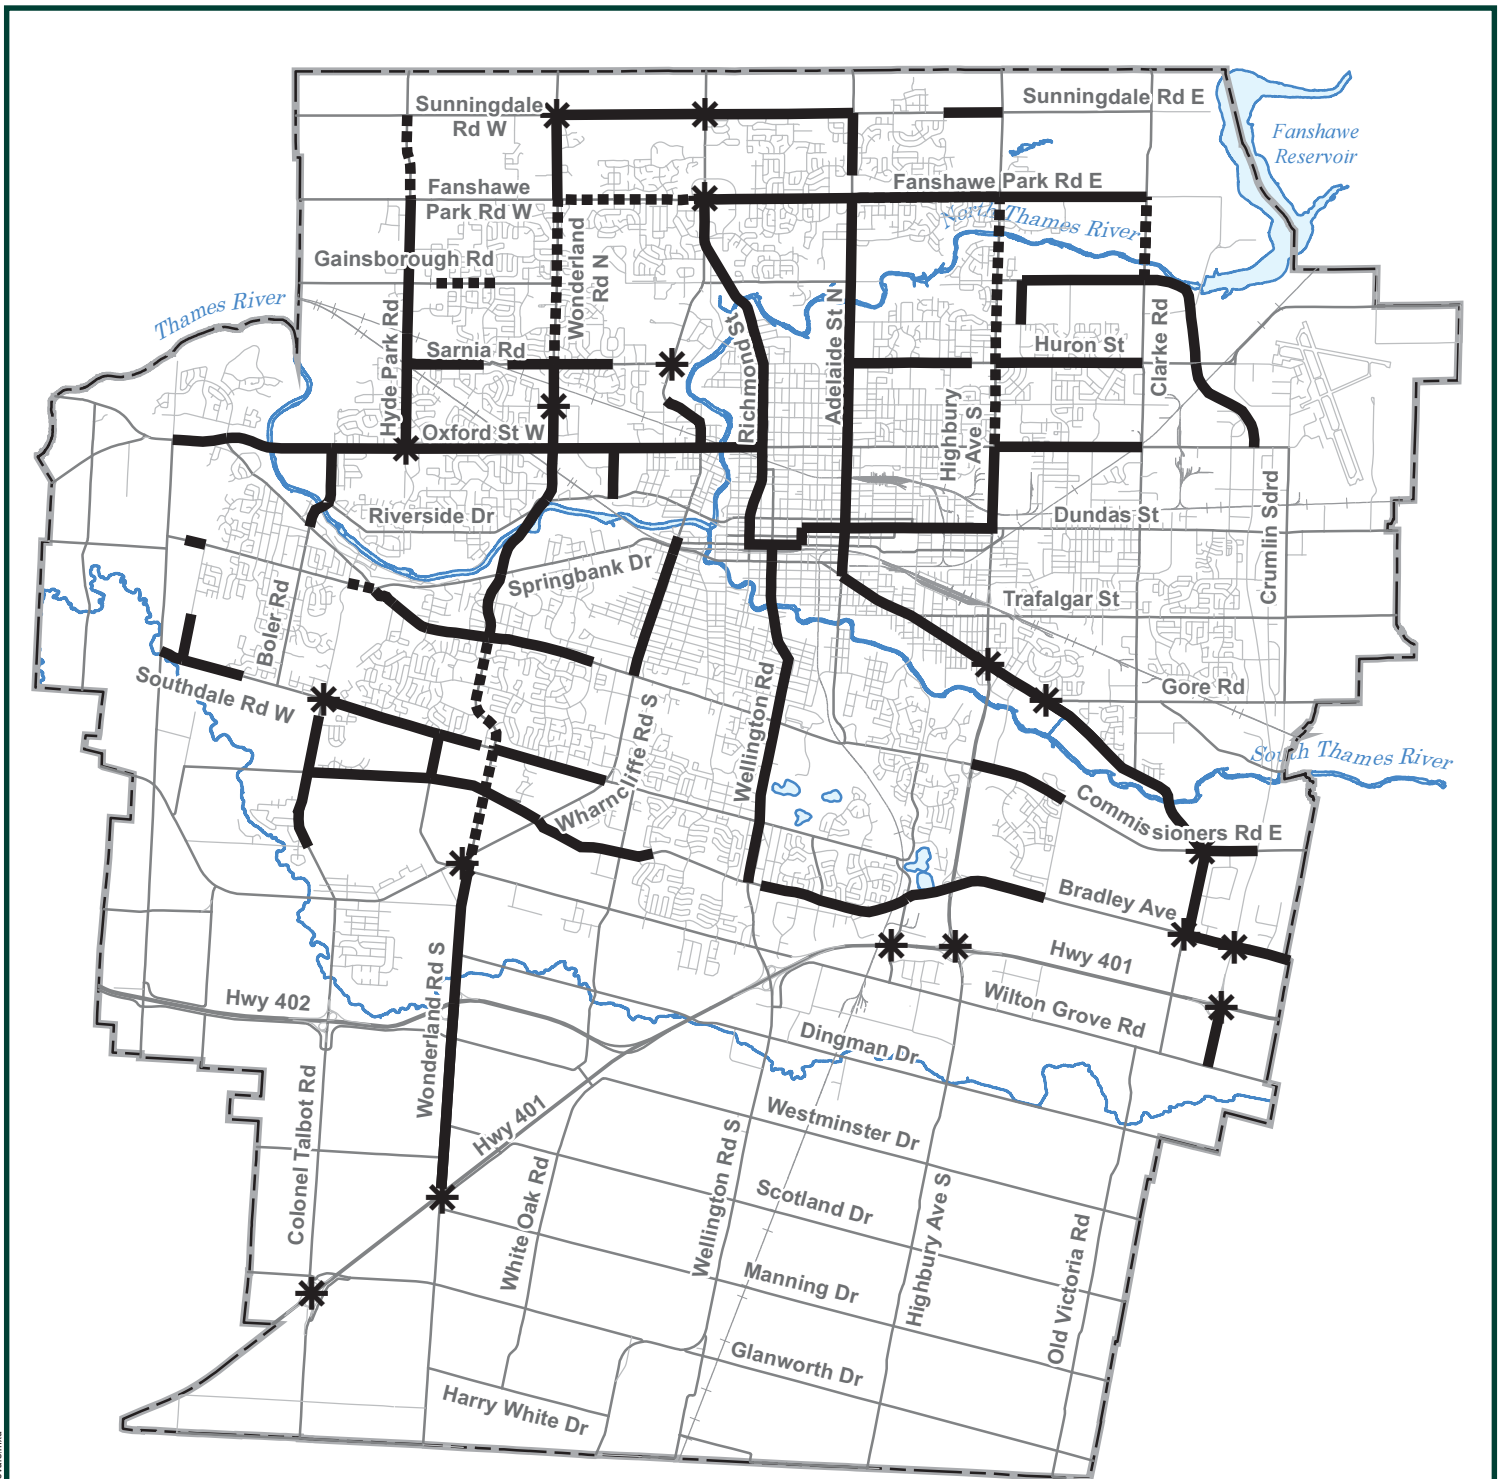 Sunningdale
Rd W
Sunningdale Rd E
Fanshawe
Reservoir
Fanshawe
Park Rd W
Fanshawe Park Rd E
North Thames River
Wonderland
Rd N
Gainsborough Rd
Thames River
Hyde Park Rd
Sarnia Rd
Richmond St
Adelaide St N
Huron St
Clarke Rd
Highbury
Ave S
Oxford St W
Riverside Dr
Dundas St
Crumlin Sdrd
Springbank Dr
Boler Rd
Trafalgar St
Southdale Rd W
Wharncliffe Rd S
Wellington Rd
Gore Rd
South Thames River
Commissioners Rd E
Bradley Ave
Hwy 401
Wonderland Rd S
Hwy 402
Wilton Grove Rd
Dingman Dr
Colonel Talbot Rd
Hwy 401
Westminster Dr
White Oak Rd
Wellington Rd S
Scotland Dr
Highbury Ave S
Old Victoria Rd
Manning Dr
Glanworth Dr
Harry White Dr